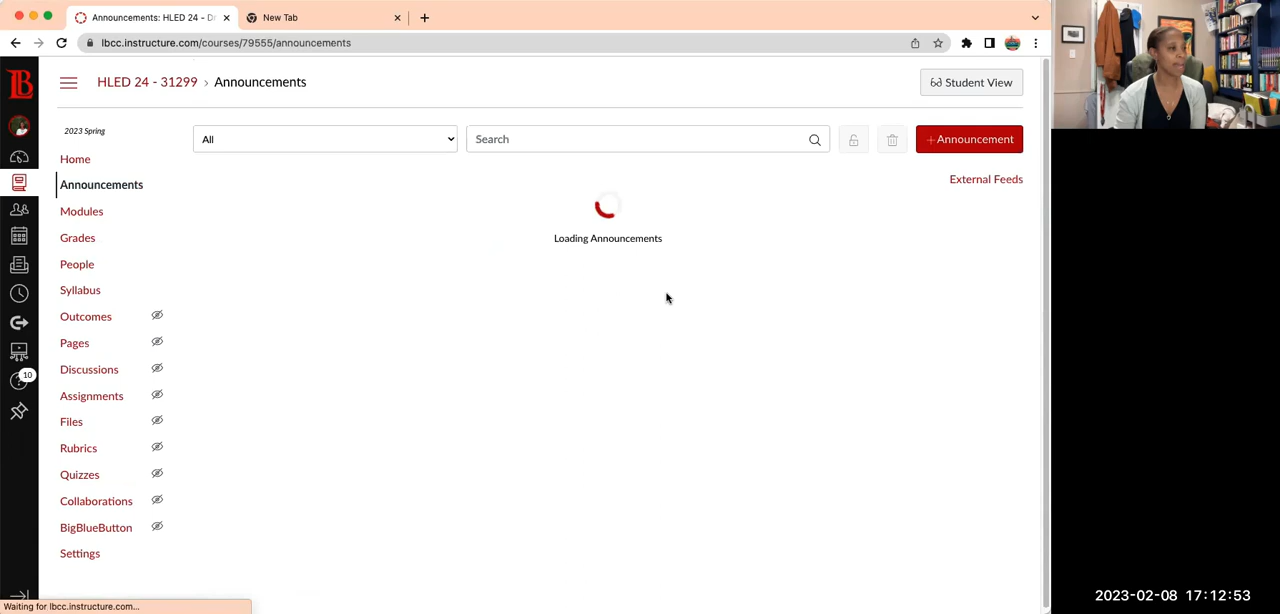 Announcements: HLED 24 - Dr
New Tab
lbcc.instructure.com/courses/79555/announcements
HLED 24 - 31299 › Announcements
Student View
2023 Spring
All
Search
+ Announcement
External Feeds
Home
Announcements
Modules
Grades
People
Syllabus
Outcomes
Pages
Discussions
Assignments
Files
Rubrics
Quizzes
Collaborations
BigBlueButton
Settings
Loading Announcements
LB
10
Waiting for lbcc.instructure.com...
2023-02-08 17:12:53